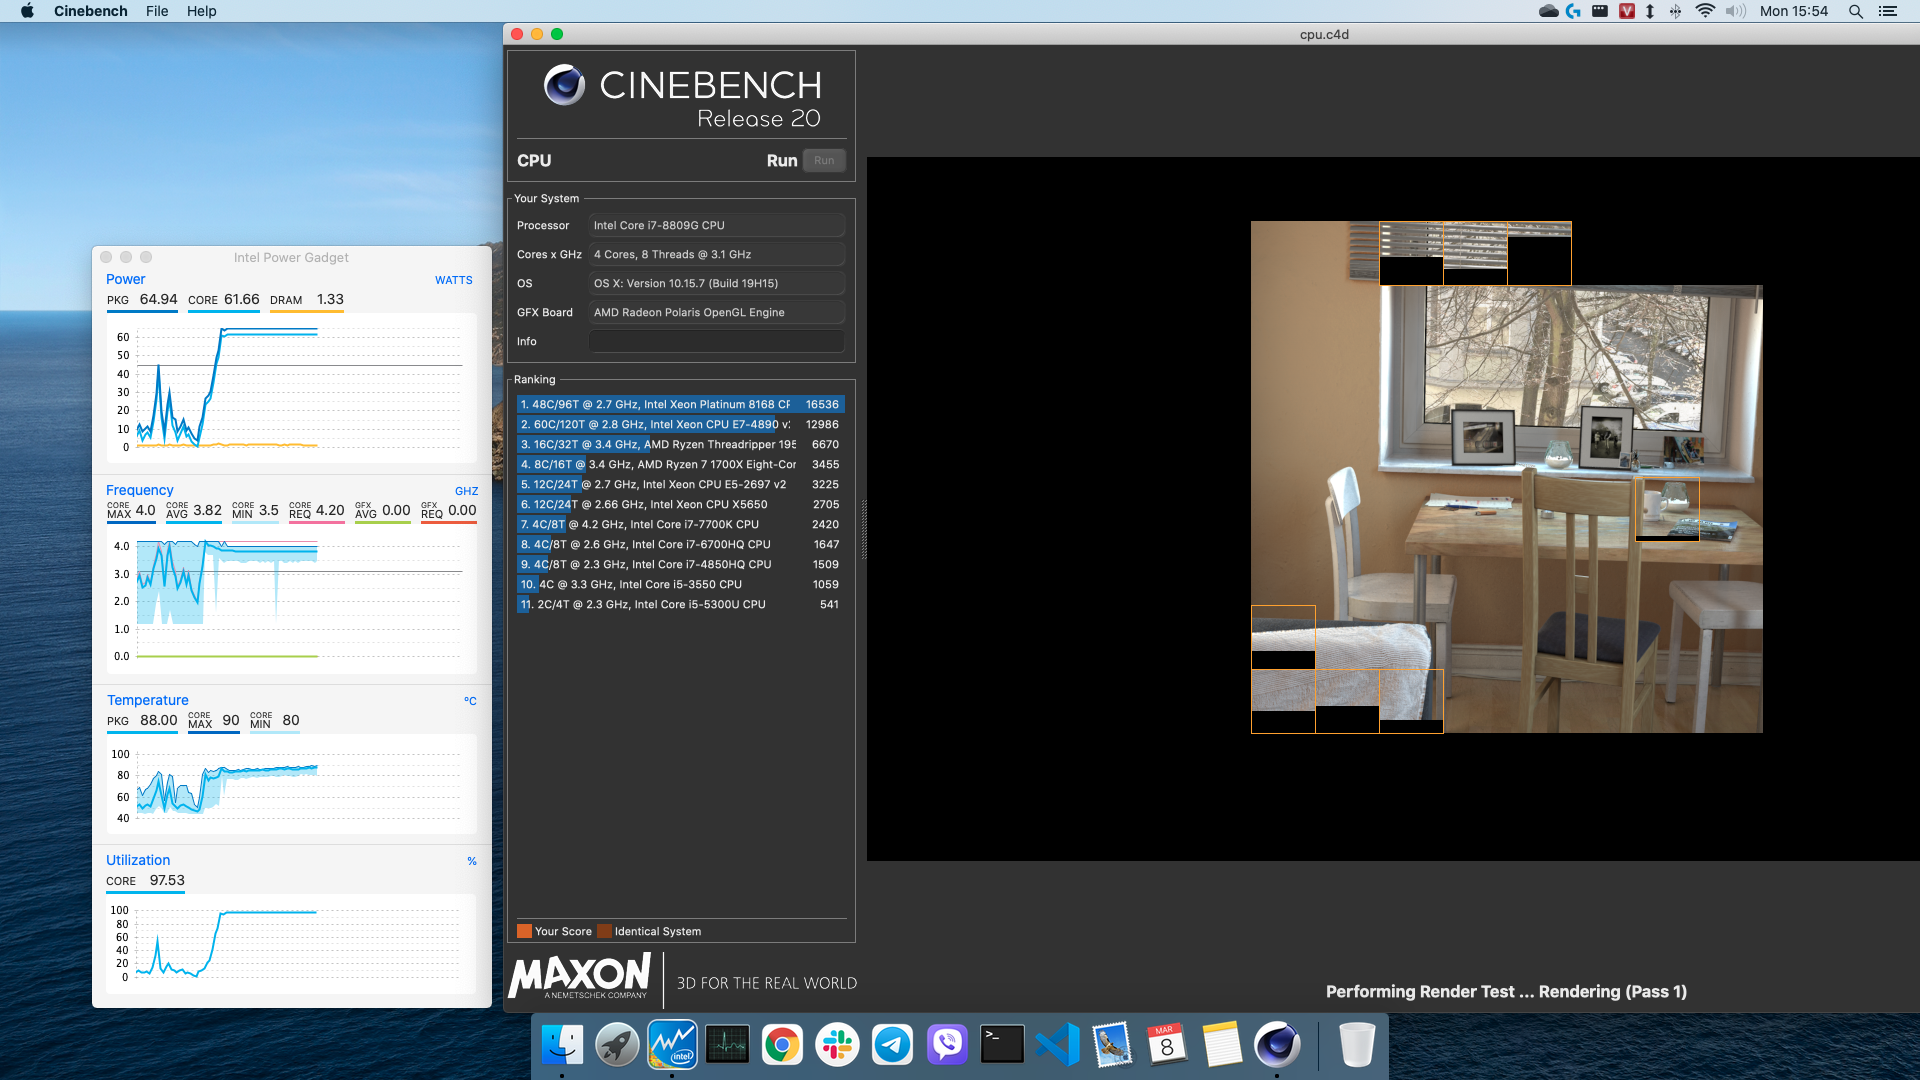 Cinebench File Help
Mon 15:54
Intel Power Gadget
Power WATTS
PKG 64.94 CORE 61.66 DRAM 1.33
60
50
40
30
20
10
0
Frequency GHZ
CORE MAX 4.0 CORE AVG 3.82 CORE MIN 3.5 CORE REQ 4.20 GFX AVG 0.00 GFX REQ 0.00
4.0
3.0
2.0
1.0
0.0
Temperature °C
PKG 88.00 CORE MAX 90 CORE MIN 80
100
80
60
40
Utilization %
CORE 97.53
100
80
60
40
20
0
cpu.c4d
CINEBENCH
Release 20
CPU Run Run
Your System
Processor Intel Core i7-8809G CPU
Cores x GHz 4 Cores, 8 Threads @ 3.1 GHz
OS OS X: Version 10.15.7 (Build 19H15)
GFX Board AMD Radeon Polaris OpenGL Engine
Info
Ranking
1. 48C/96T @ 2.7 GHz, Intel Xeon Platinum 8168 CP 16536
2. 60C/120T @ 2.8 GHz, Intel Xeon CPU E7-4890 v2 12986
3. 16C/32T @ 3.4 GHz, AMD Ryzen Threadripper 195 6670
4. 8C/16T @ 3.4 GHz, AMD Ryzen 7 1700X Eight-Cor 3455
5. 12C/24T @ 2.7 GHz, Intel Xeon CPU E5-2697 v2 3225
6. 12C/24T @ 2.66 GHz, Intel Xeon CPU X5650 2705
7. 4C/8T @ 4.2 GHz, Intel Core i7-7700K CPU 2420
8. 4C/8T @ 2.6 GHz, Intel Core i7-6700HQ CPU 1647
9. 4C/8T @ 2.3 GHz, Intel Core i7-4850HQ CPU 1509
10. 4C @ 3.3 GHz, Intel Core i5-3550 CPU 1059
11. 2C/4T @ 2.3 GHz, Intel Core i5-5300U CPU 541
Your Score Identical System
MAXON
A NEMETSCHEK COMPANY
3D FOR THE REAL WORLD
Performing Render Test ... Rendering (Pass 1)
intel
>_
MAR
8